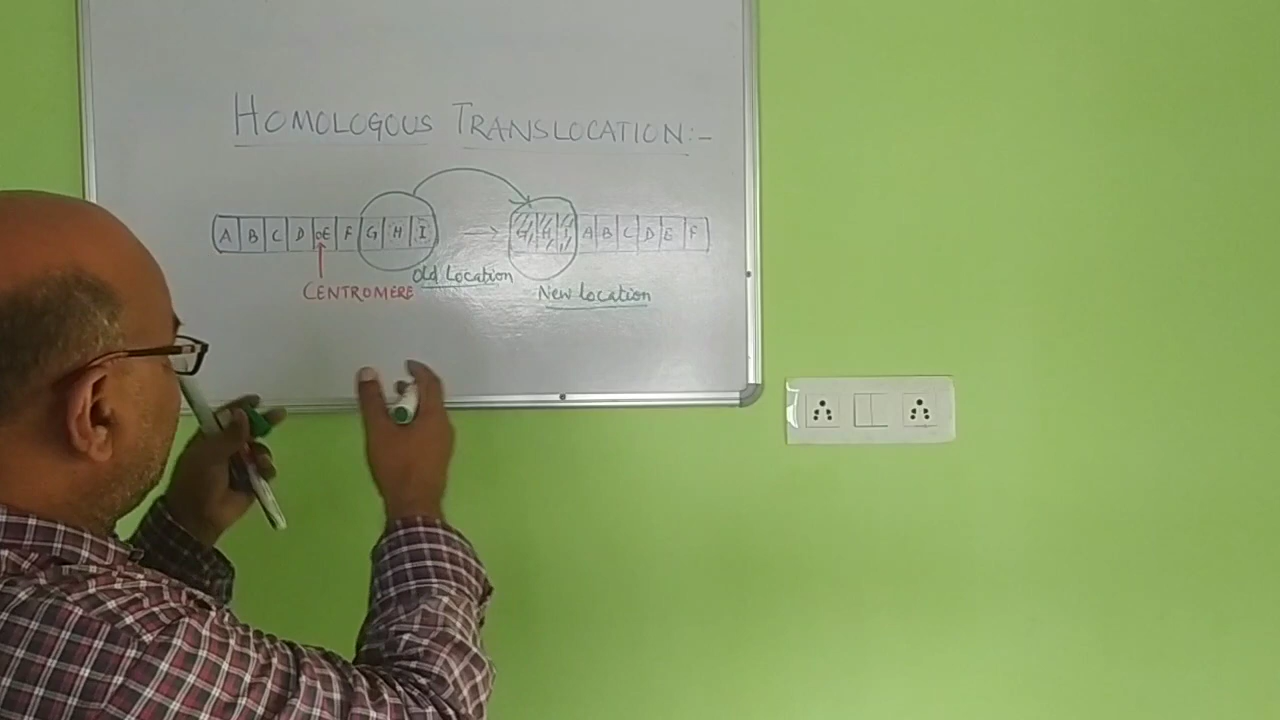 HOMOLOGOUS TRANSLOCATION:-
A B C D E F G H I → G H I A B C D E F
Old Location
CENTROMERE
New location